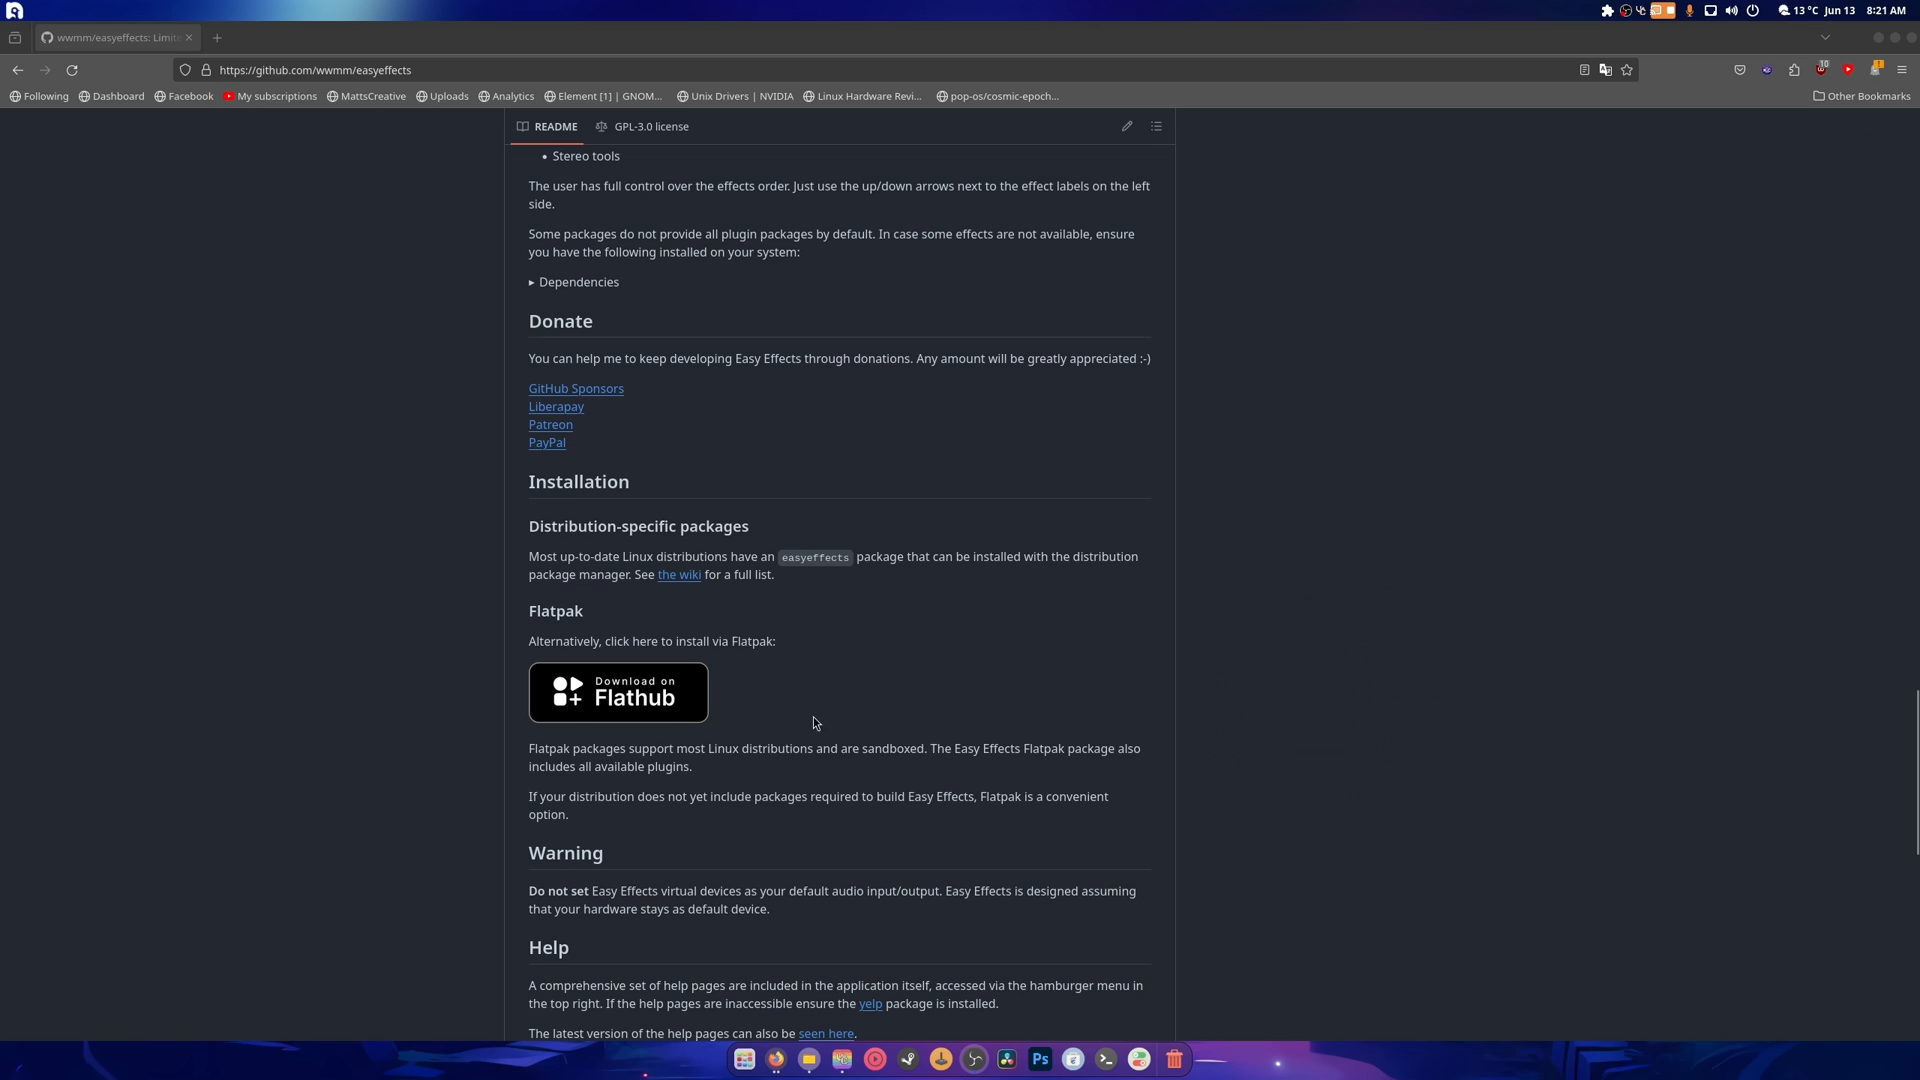 13 °C Jun 13 8:21 AM
wwmm/easyeffects: Limite
https://github.com/wwmm/easyeffects
10
1
Following
Dashboard
Facebook
My subscriptions
MattsCreative
Uploads
Analytics
Element [1] | GNOM...
Unix Drivers | NVIDIA
Linux Hardware Revi...
pop-os/cosmic-epoch...
Other Bookmarks
README
GPL-3.0 license
• Stereo tools
The user has full control over the effects order. Just use the up/down arrows next to the effect labels on the left
side.
Some packages do not provide all plugin packages by default. In case some effects are not available, ensure
you have the following installed on your system:
Dependencies
Donate
You can help me to keep developing Easy Effects through donations. Any amount will be greatly appreciated :-)
GitHub Sponsors
Liberapay
Patreon
PayPal
Installation
Distribution-specific packages
Most up-to-date Linux distributions have an easyeffects package that can be installed with the distribution
package manager. See the wiki for a full list.
Flatpak
Alternatively, click here to install via Flatpak:
Download on
Flathub
Flatpak packages support most Linux distributions and are sandboxed. The Easy Effects Flatpak package also
includes all available plugins.
If your distribution does not yet include packages required to build Easy Effects, Flatpak is a convenient
option.
Warning
Do not set Easy Effects virtual devices as your default audio input/output. Easy Effects is designed assuming
that your hardware stays as default device.
Help
A comprehensive set of help pages are included in the application itself, accessed via the hamburger menu in
the top right. If the help pages are inaccessible ensure the yelp package is installed.
The latest version of the help pages can also be seen here.
Ps